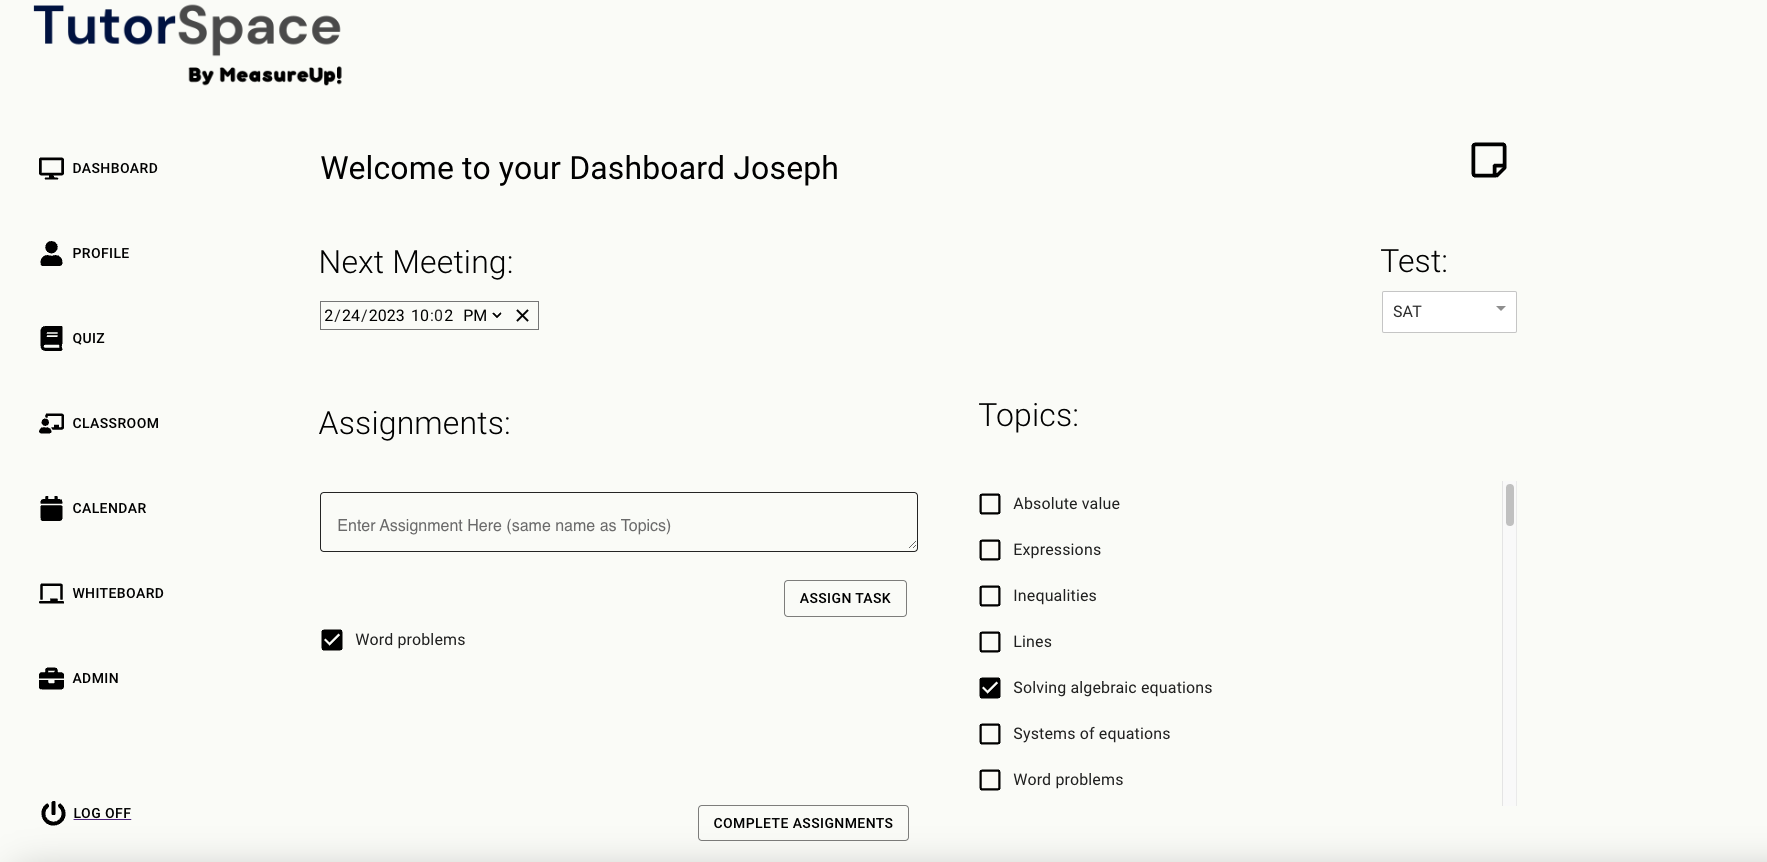 TutorSpace
By MeasureUp!
DASHBOARD
PROFILE
QUIZ
CLASSROOM
CALENDAR
WHITEBOARD
ADMIN
LOG OFF
Welcome to your Dashboard Joseph
Next Meeting:
2/24/2023 10:02 PM
Test:
SAT
Assignments:
Enter Assignment Here (same name as Topics)
ASSIGN TASK
Word problems
COMPLETE ASSIGNMENTS
Topics:
Absolute value
Expressions
Inequalities
Lines
Solving algebraic equations
Systems of equations
Word problems